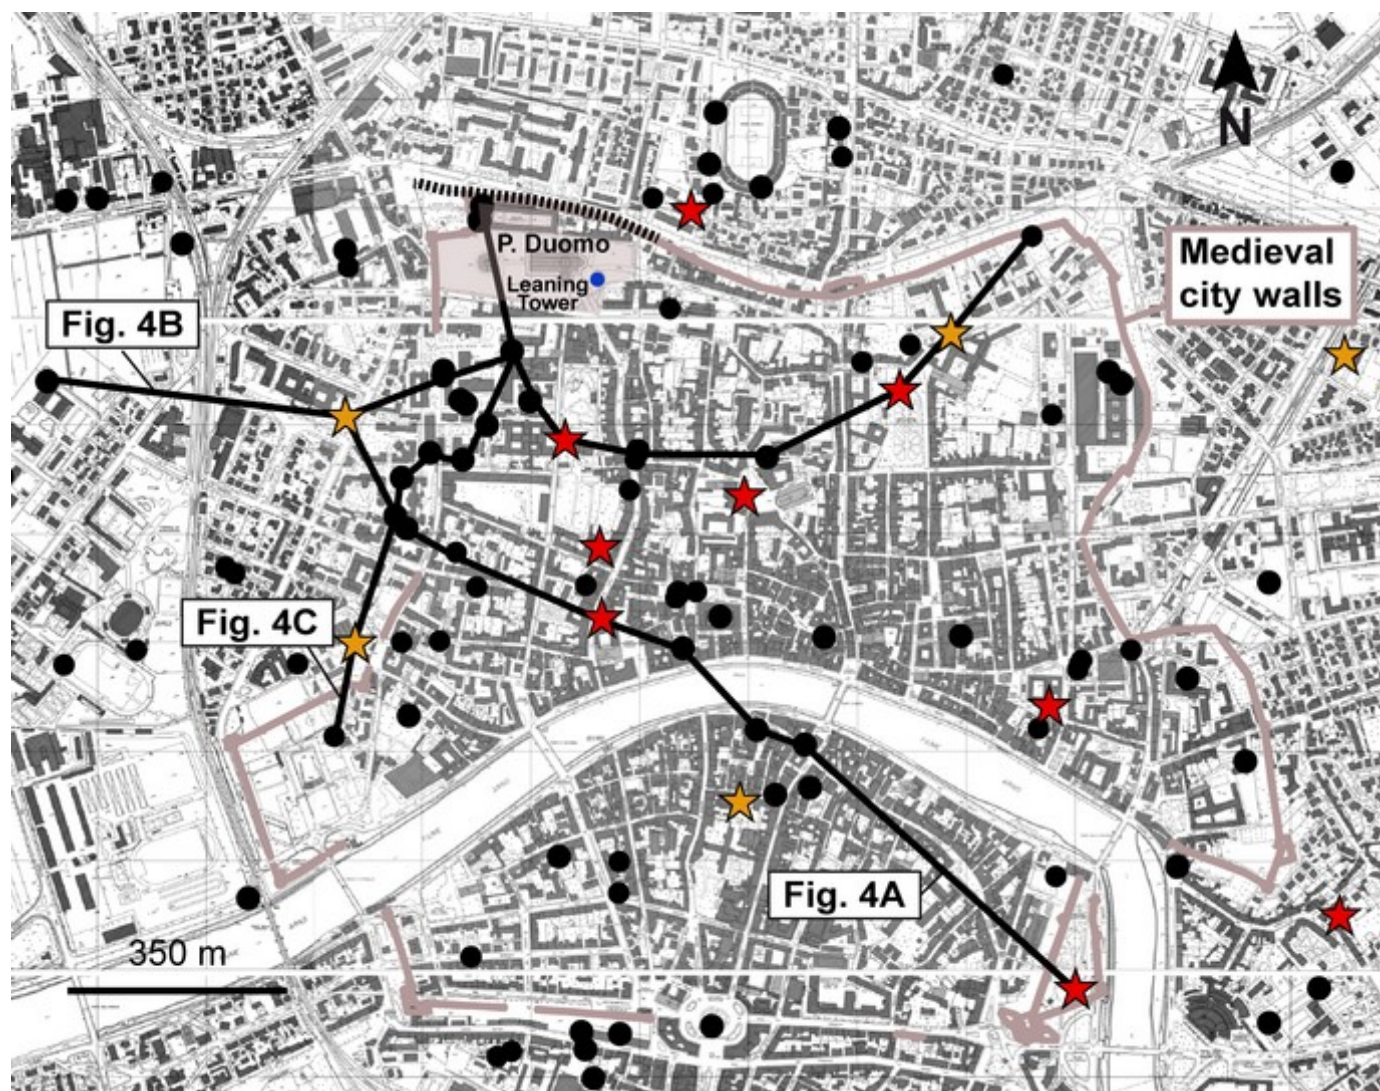 N
P. Duomo
Leaning
Tower
Medieval
city walls
Fig. 4B
Fig. 4C
Fig. 4A
350 m